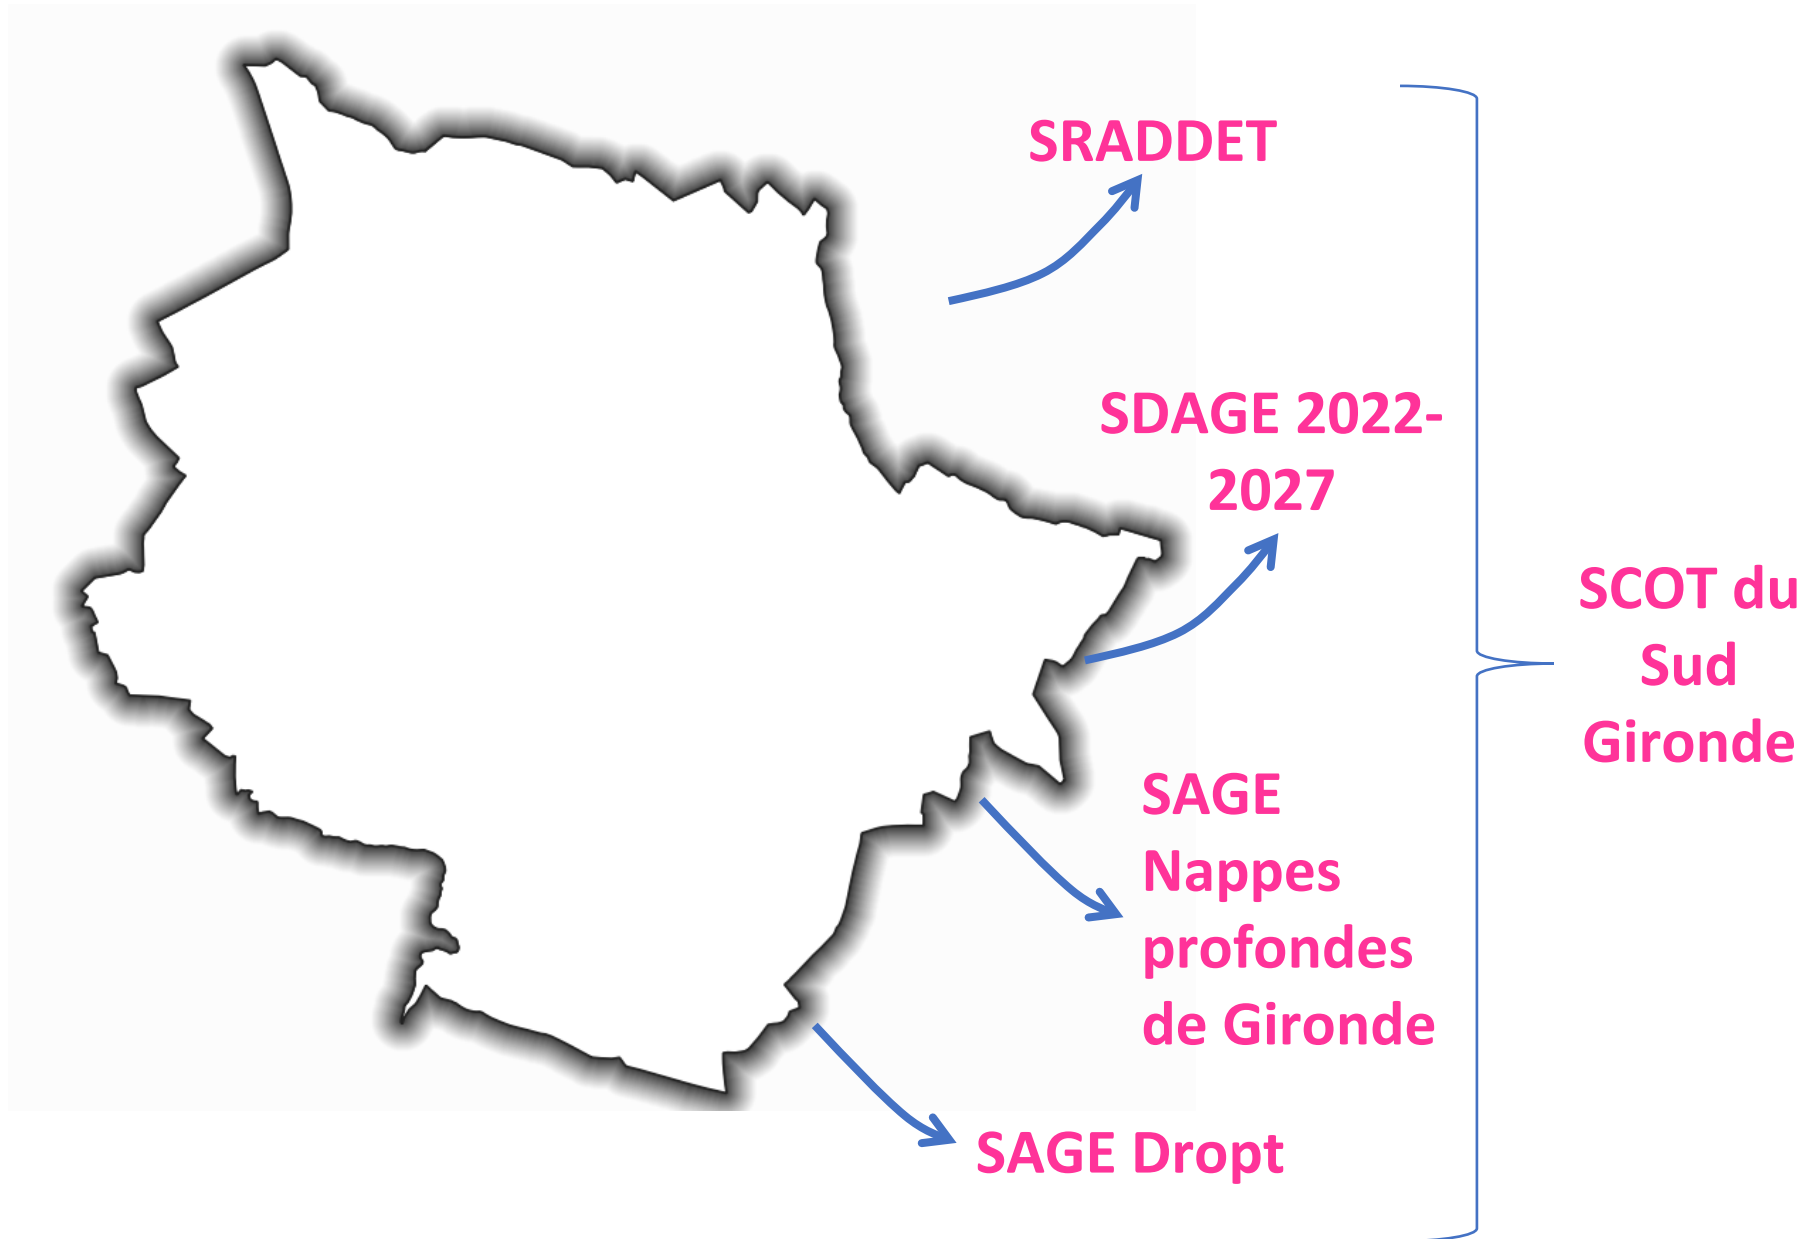 SRADDET
SDAGE 2022-
2027
SAGE
Nappes
profondes
de Gironde
SAGE Dropt
SCOT du
Sud
Gironde